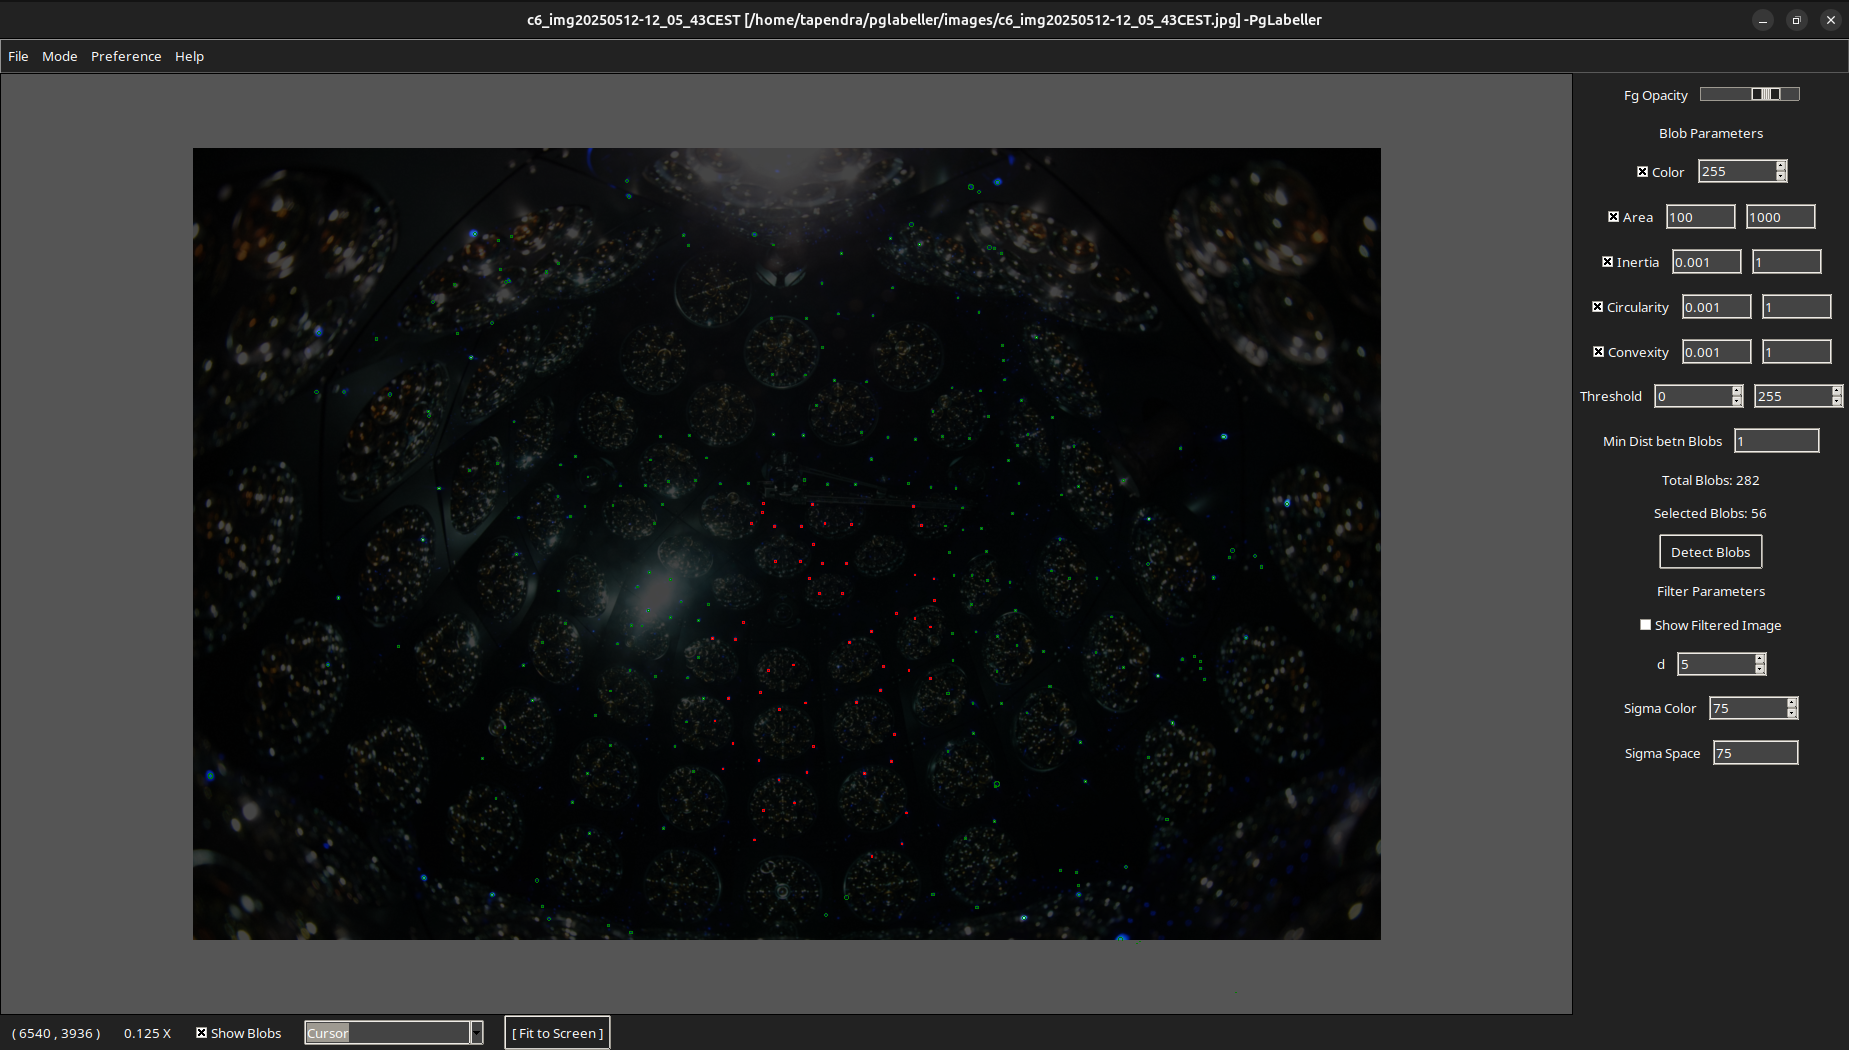 c6_img20250512-12_05_43CEST [/home/tapendra/pglabeller/images/c6_img20250512-12_05_43CEST.jpg] -PgLabeller
File Mode Preference Help
Fg Opacity
Blob Parameters
Color 255
Area 100 1000
Inertia 0.001 1
Circularity 0.001 1
Convexity 0.001 1
Threshold 0 255
Min Dist betn Blobs 1
Total Blobs: 282
Selected Blobs: 56
Detect Blobs
Filter Parameters
Show Filtered Image
d 5
Sigma Color 75
Sigma Space 75
( 6540 , 3936 ) 0.125 X Show Blobs Cursor [ Fit to Screen ]